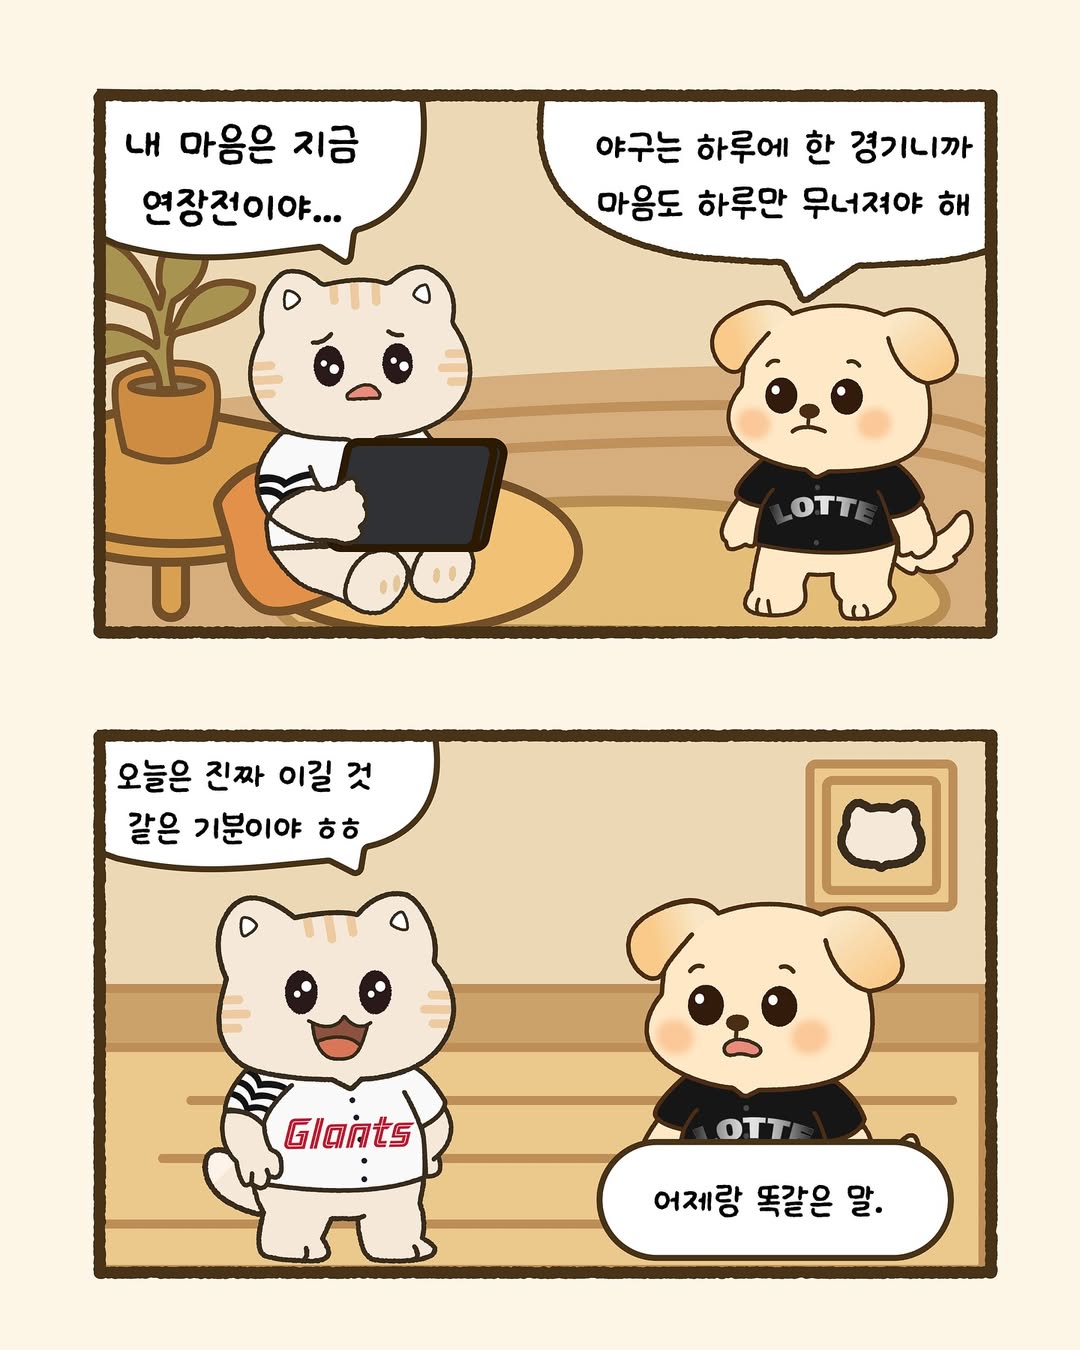 내 마음은 지금
연장전이야...
야구는 하루에 한 경기니까
마음도 하루만 무너져야 해
LOTTE
오늘은 진짜 이길 것
같은 기분이야 ㅎㅎ
Giants
LOTTE
어제랑 똑같은 말.